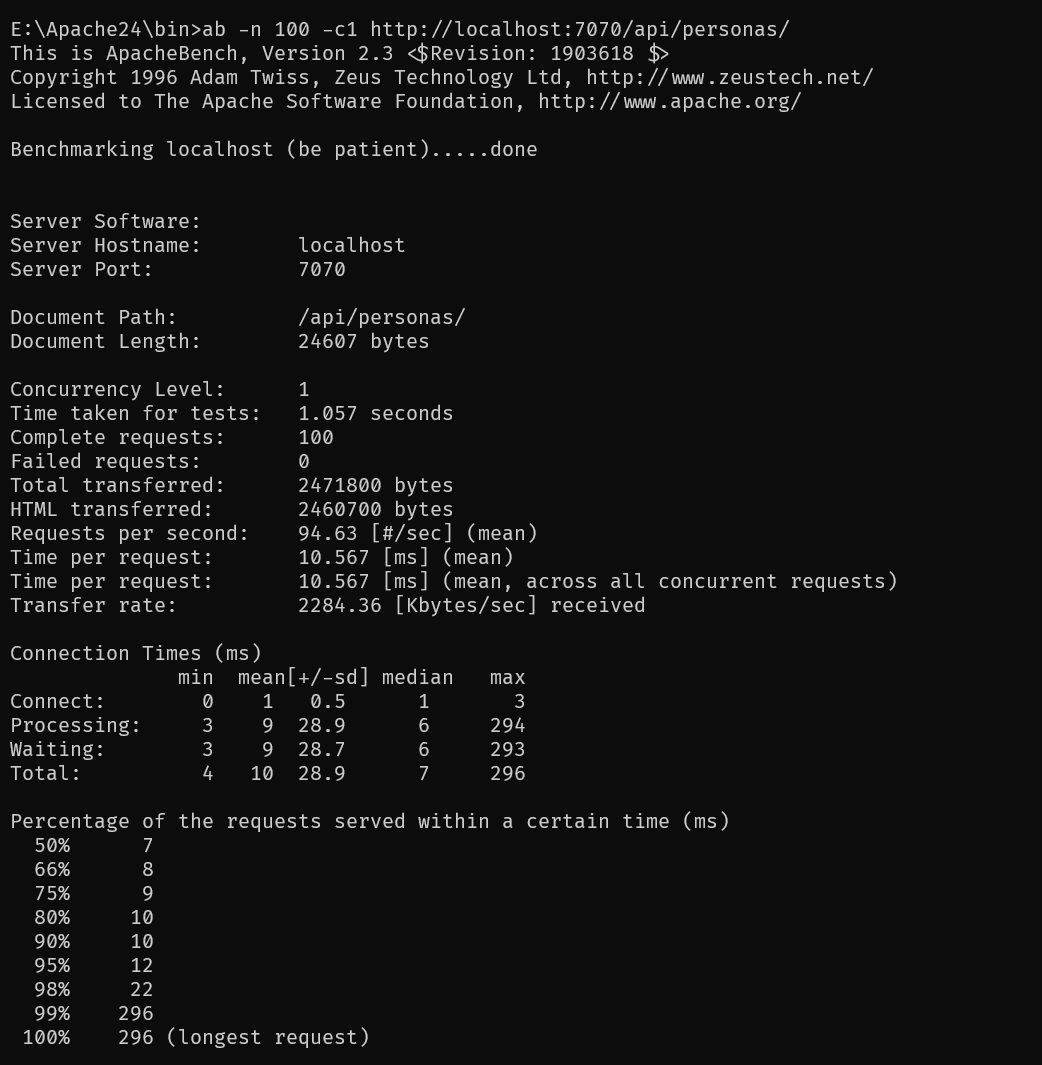 E:\Apache24\bin>ab -n 100 -c1 http://localhost:7070/api/personas/
This is ApacheBench, Version 2.3 <$Revision: 1903618 $>
Copyright 1996 Adam Twiss, Zeus Technology Ltd, http://www.zeustech.net/
Licensed to The Apache Software Foundation, http://www.apache.org/

Benchmarking localhost (be patient).....done


Server Software:
Server Hostname:        localhost
Server Port:            7070

Document Path:          /api/personas/
Document Length:        24607 bytes

Concurrency Level:      1
Time taken for tests:   1.057 seconds
Complete requests:      100
Failed requests:        0
Total transferred:      2471800 bytes
HTML transferred:       2460700 bytes
Requests per second:    94.63 [#/sec] (mean)
Time per request:       10.567 [ms] (mean)
Time per request:       10.567 [ms] (mean, across all concurrent requests)
Transfer rate:          2284.36 [Kbytes/sec] received

Connection Times (ms)
              min  mean[+/-sd] median   max
Connect:        0    1   0.5      1       3
Processing:     3    9  28.9      6     294
Waiting:        3    9  28.7      6     293
Total:          4   10  28.9      7     296

Percentage of the requests served within a certain time (ms)
  50%      7
  66%      8
  75%      9
  80%     10
  90%     10
  95%     12
  98%     22
  99%    296
 100%    296 (longest request)